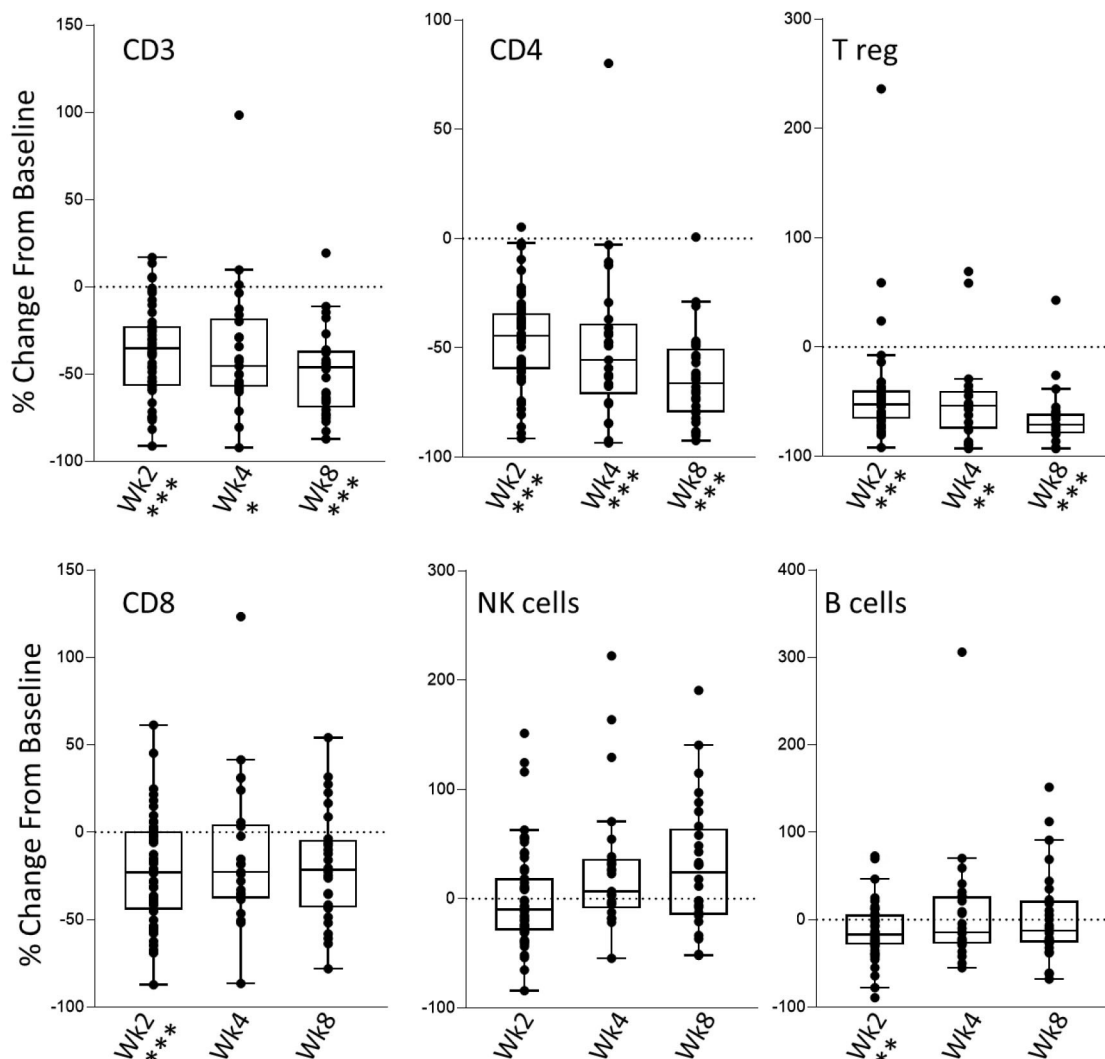 CD3
% Change From Baseline
150
100
50
0
-50
-100
Wk2
***
Wk4
*
Wk8
***
CD4
100
50
0
-50
-100
Wk2
***
Wk4
***
Wk8
***
T reg
300
200
100
0
-100
Wk2
***
Wk4
**
Wk8
***
CD8
% Change From Baseline
150
100
50
0
-50
-100
Wk2
***
Wk4
Wk8
NK cells
300
200
100
0
-100
Wk2
Wk4
Wk8
B cells
400
300
200
100
0
-100
Wk2
**
Wk4
Wk8